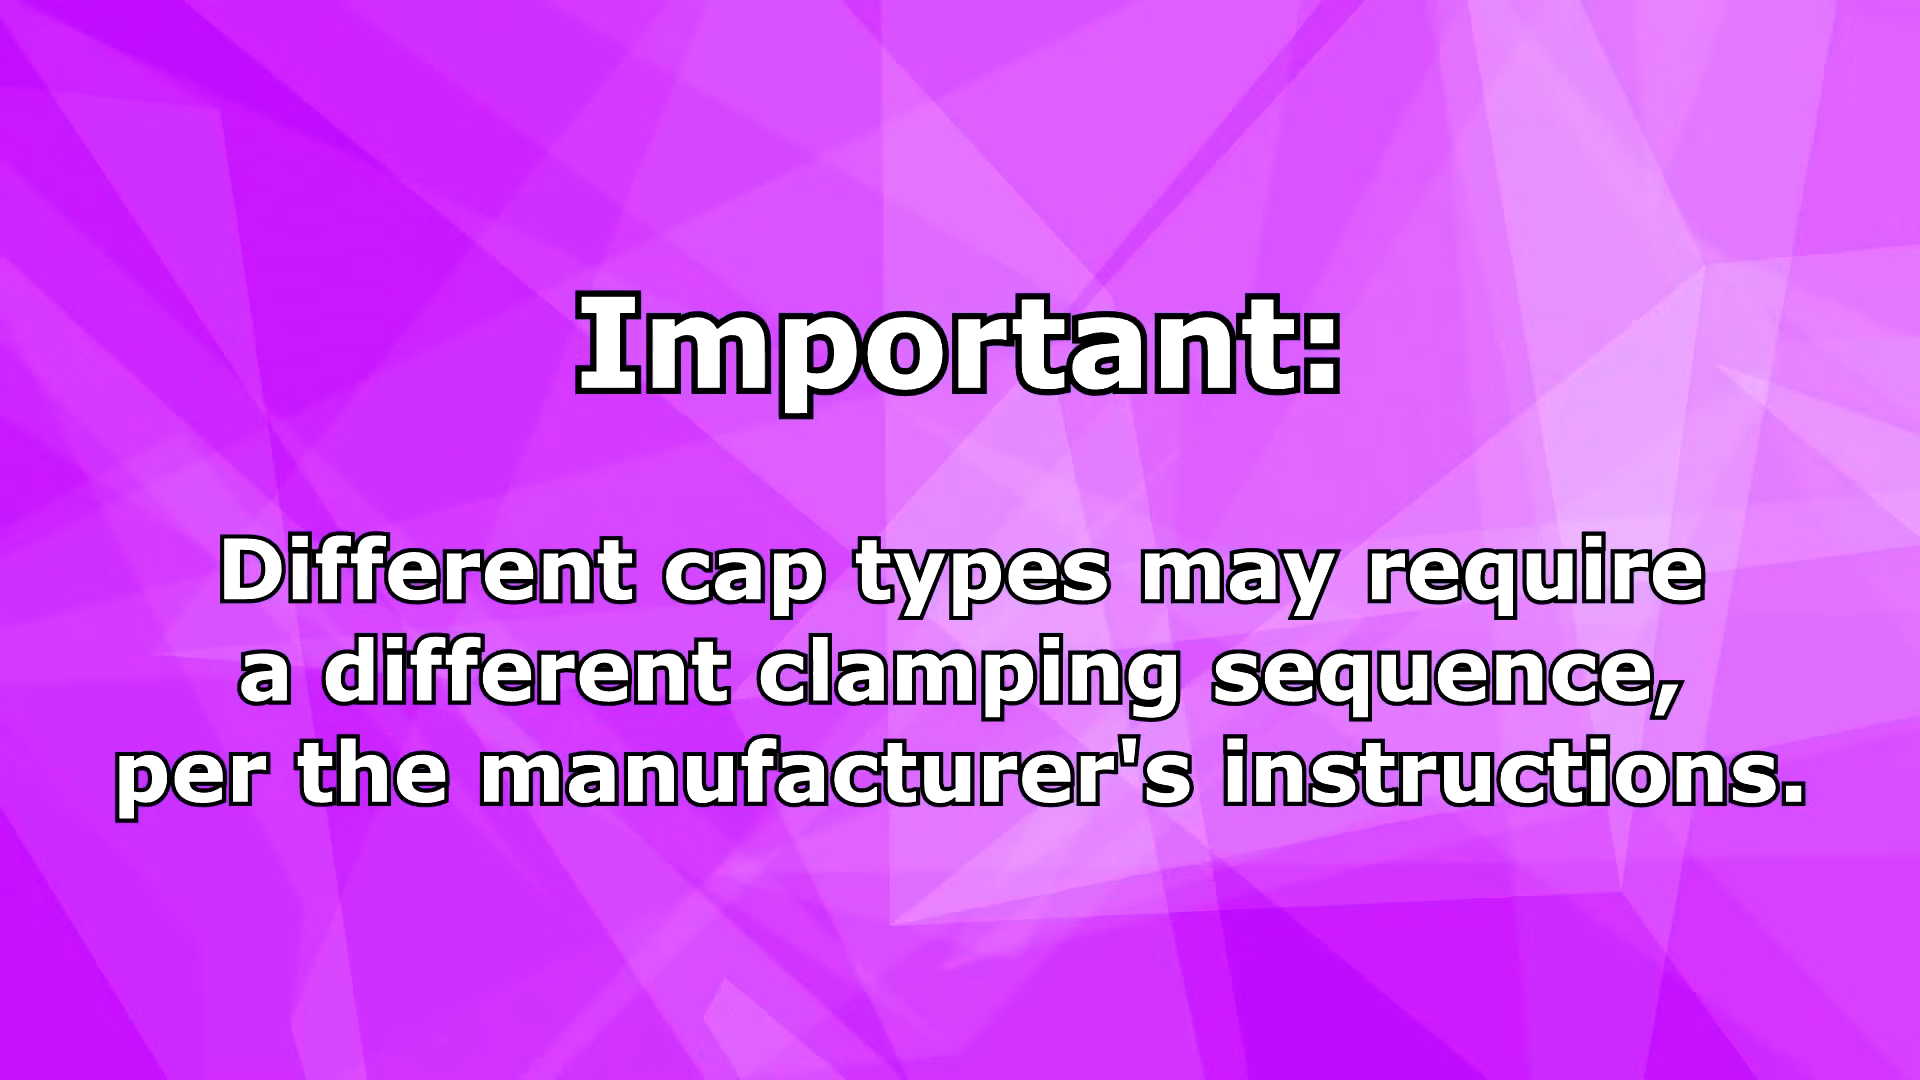 Important:
Different cap types may require
a different clamping sequence,
per the manufacturer's instructions.